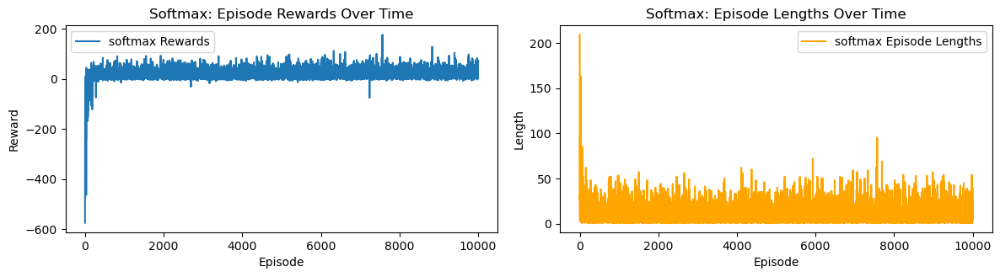 Softmax: Episode Rewards Over Time
softmax Rewards
200
0
−200
−400
−600
Reward
0
2000
4000
6000
8000
10000
Episode
Softmax: Episode Lengths Over Time
softmax Episode Lengths
200
150
100
50
0
Length
0
2000
4000
6000
8000
10000
Episode